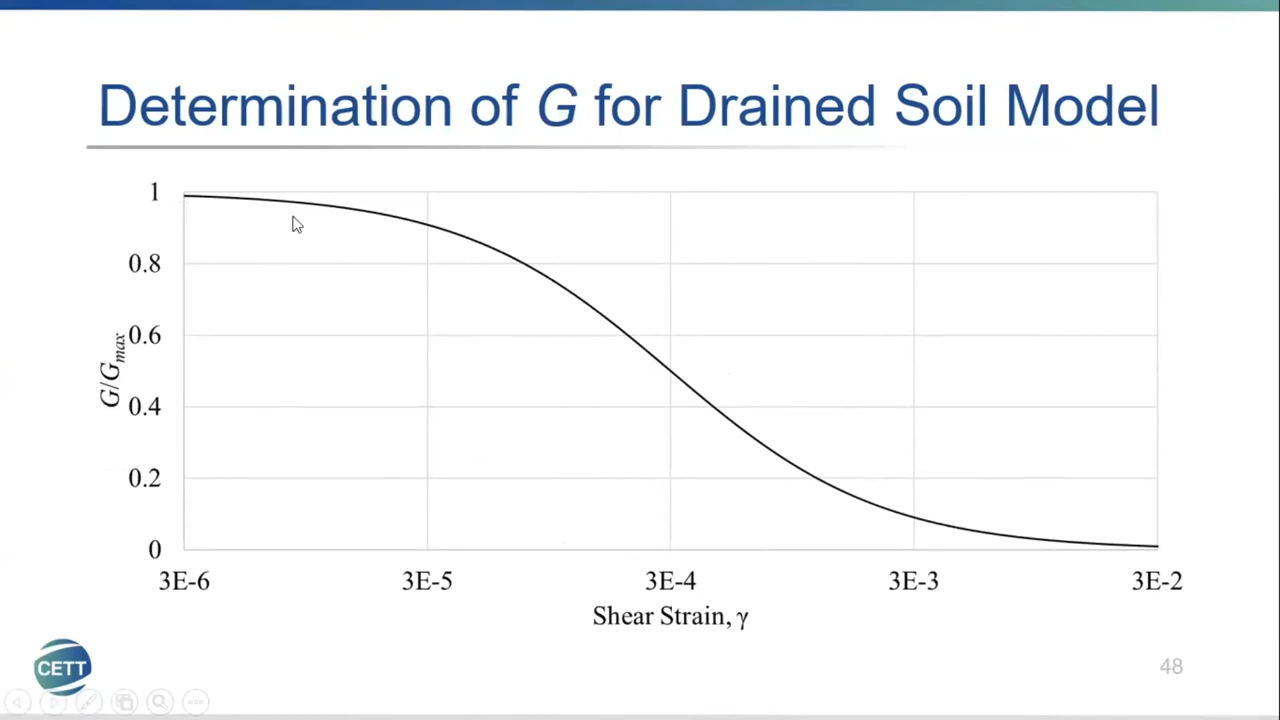 Determination of G for Drained Soil Model
1
0.8
0.6
0.4
0.2
0
G/Gmax
3E-6 3E-5 3E-4 3E-3 3E-2
Shear Strain, γ
CETT
48